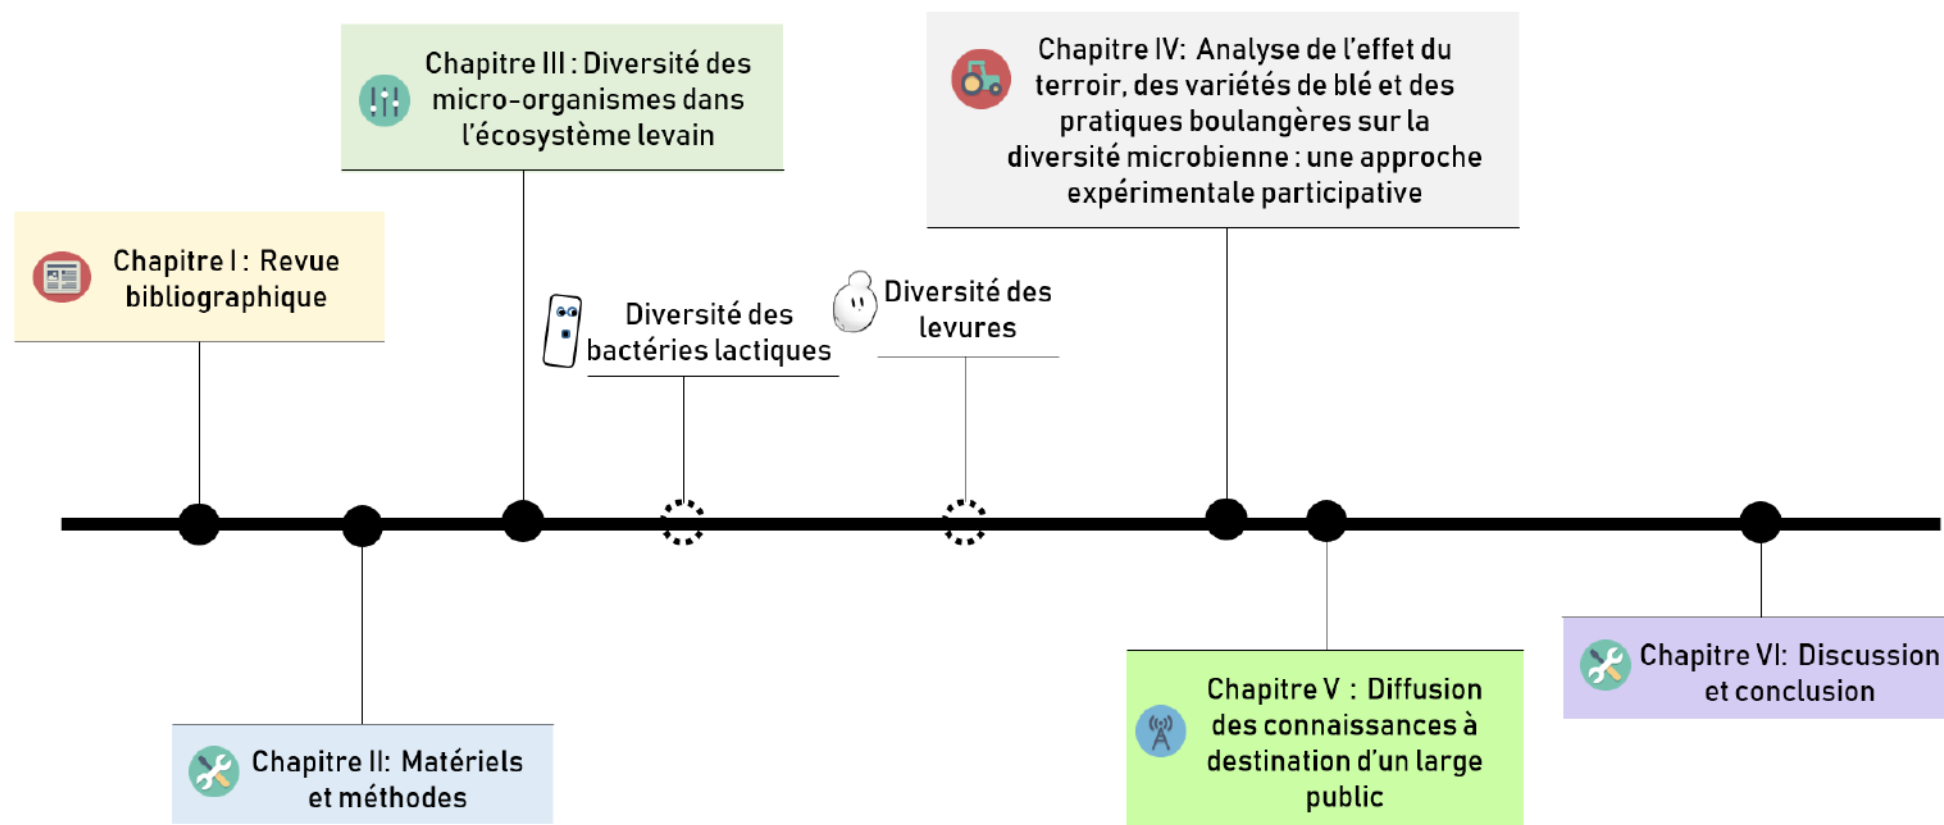 Chapitre I : Revue
bibliographique
Chapitre II: Matériels
et méthodes
Chapitre III : Diversité des
micro-organismes dans
l'écosystème levain
Diversité des
bactéries lactiques
Diversité des
levures
Chapitre IV: Analyse de l'effet du
terroir, des variétés de blé et des
pratiques boulangères sur la
diversité microbienne : une approche
expérimentale participative
Chapitre V : Diffusion
des connaissances à
destination d'un large
public
Chapitre VI: Discussion
et conclusion